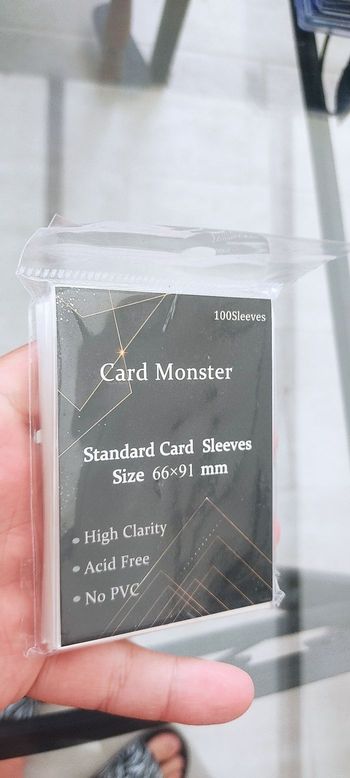 100Sleeves
Card Monster
Standard Card Sleeves
Size 66×91 mm
• High Clarity
• Acid Free
• No PVC